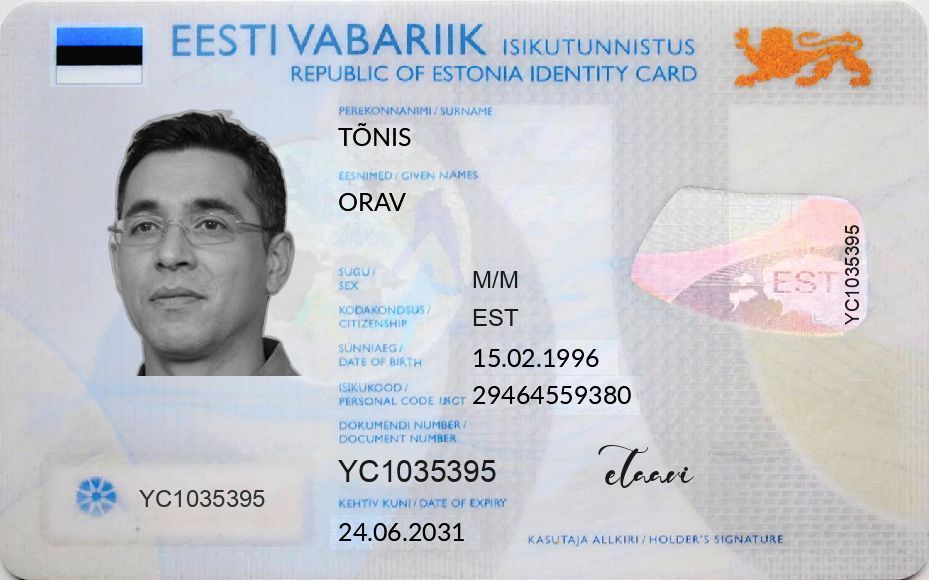 EESTI VABARIIK ISIKUTUNNISTUS
REPUBLIC OF ESTONIA IDENTITY CARD
PEREKONNANIMI / SURNAME
TÕNIS
EESNIMED / GIVEN NAMES
ORAV
SUGU /
SEX
M/M
KODAKONDSUS /
CITIZENSHIP
EST
SÜNNIAEG /
DATE OF BIRTH
15.02.1996
ISIKUKOOD /
PERSONAL CODE
29464559380
DOKUMENDI NUMBER /
DOCUMENT NUMBER
YC1035395
KEHTIV KUNI / DATE OF EXPIRY
24.06.2031
YC1035395
EST
YC1035395
KASUTAJA ALLKIRI / HOLDER'S SIGNATURE